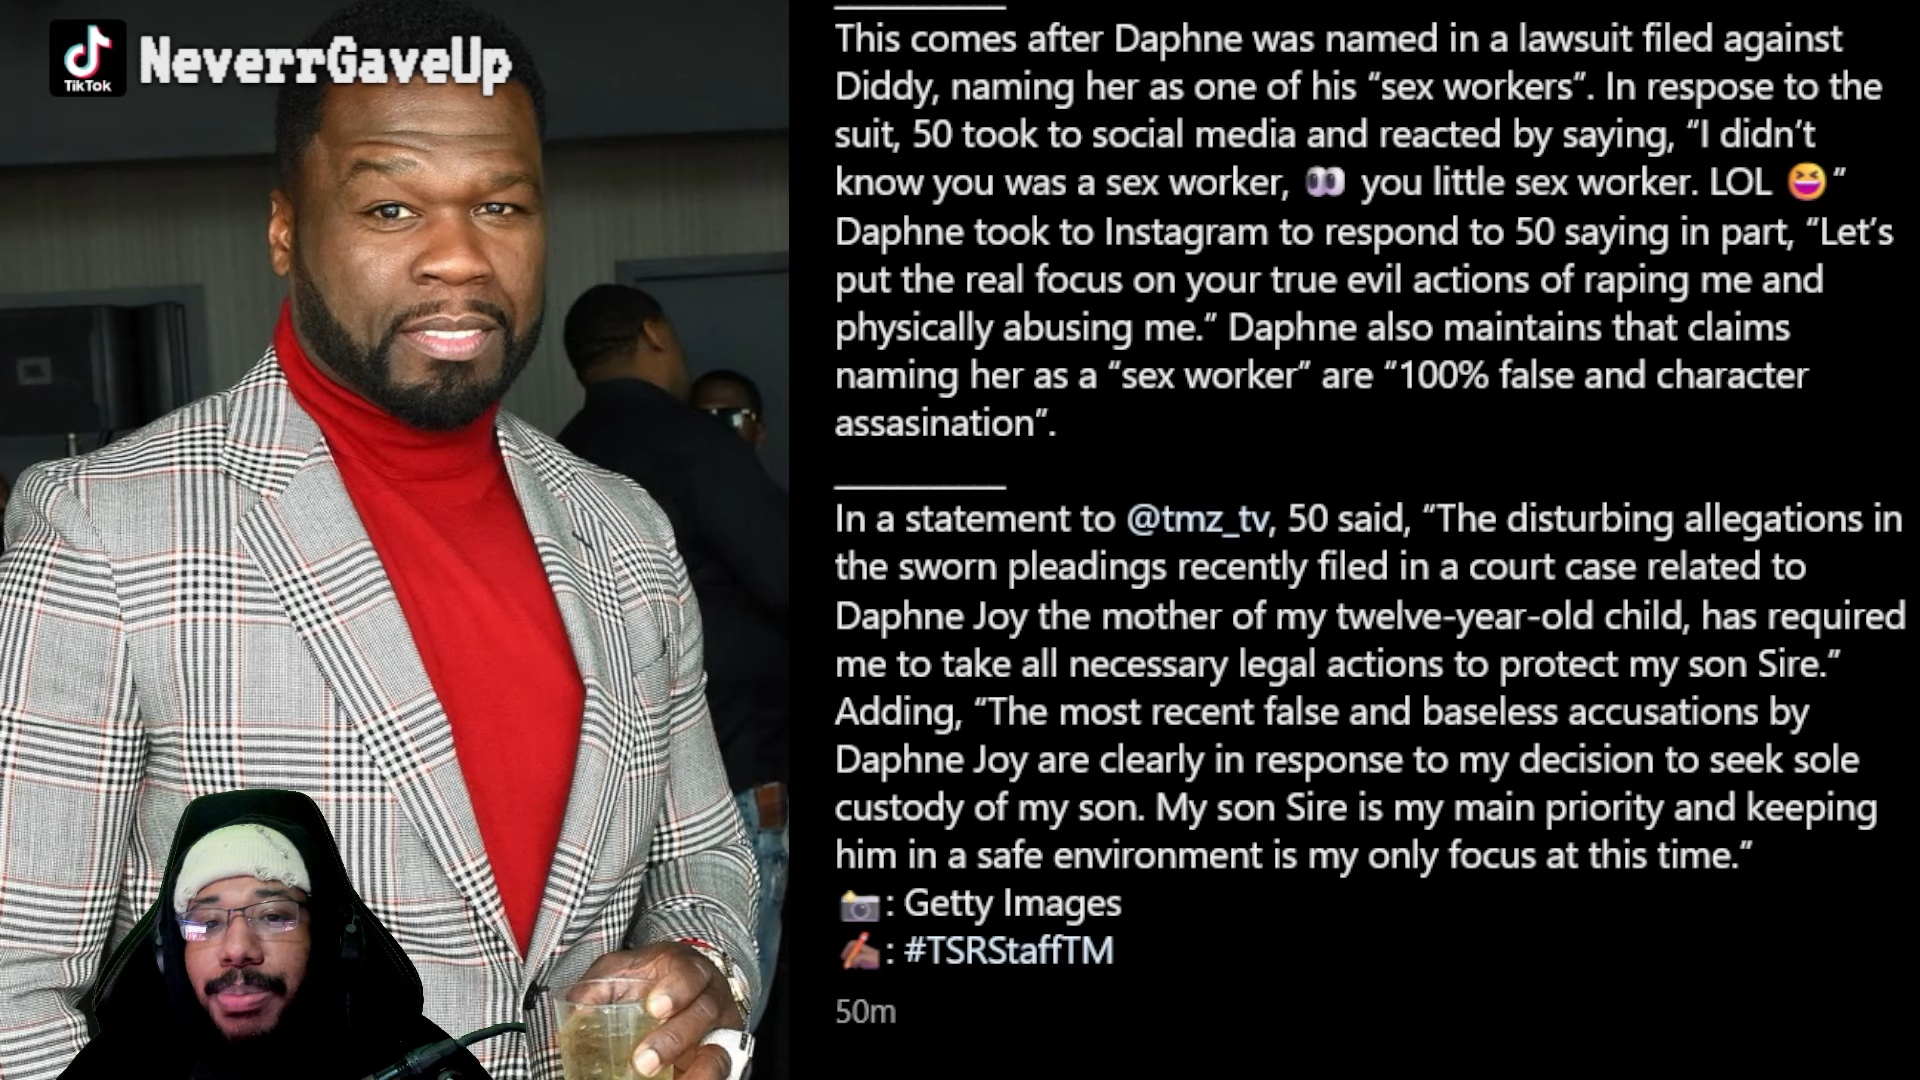 TikTok
NeverrGaveUp
This comes after Daphne was named in a lawsuit filed against
Diddy, naming her as one of his “sex workers”. In respose to the
suit, 50 took to social media and reacted by saying, “I didn’t
know you was a sex worker, 👀 you little sex worker. LOL 😆”
Daphne took to Instagram to respond to 50 saying in part, “Let’s
put the real focus on your true evil actions of raping me and
physically abusing me.” Daphne also maintains that claims
naming her as a “sex worker” are “100% false and character
assasination”.
In a statement to @tmz_tv, 50 said, “The disturbing allegations in
the sworn pleadings recently filed in a court case related to
Daphne Joy the mother of my twelve-year-old child, has required
me to take all necessary legal actions to protect my son Sire.”
Adding, “The most recent false and baseless accusations by
Daphne Joy are clearly in response to my decision to seek sole
custody of my son. My son Sire is my main priority and keeping
him in a safe environment is my only focus at this time.”
📸: Getty Images
✍🏾: #TSRStaffTM
50m